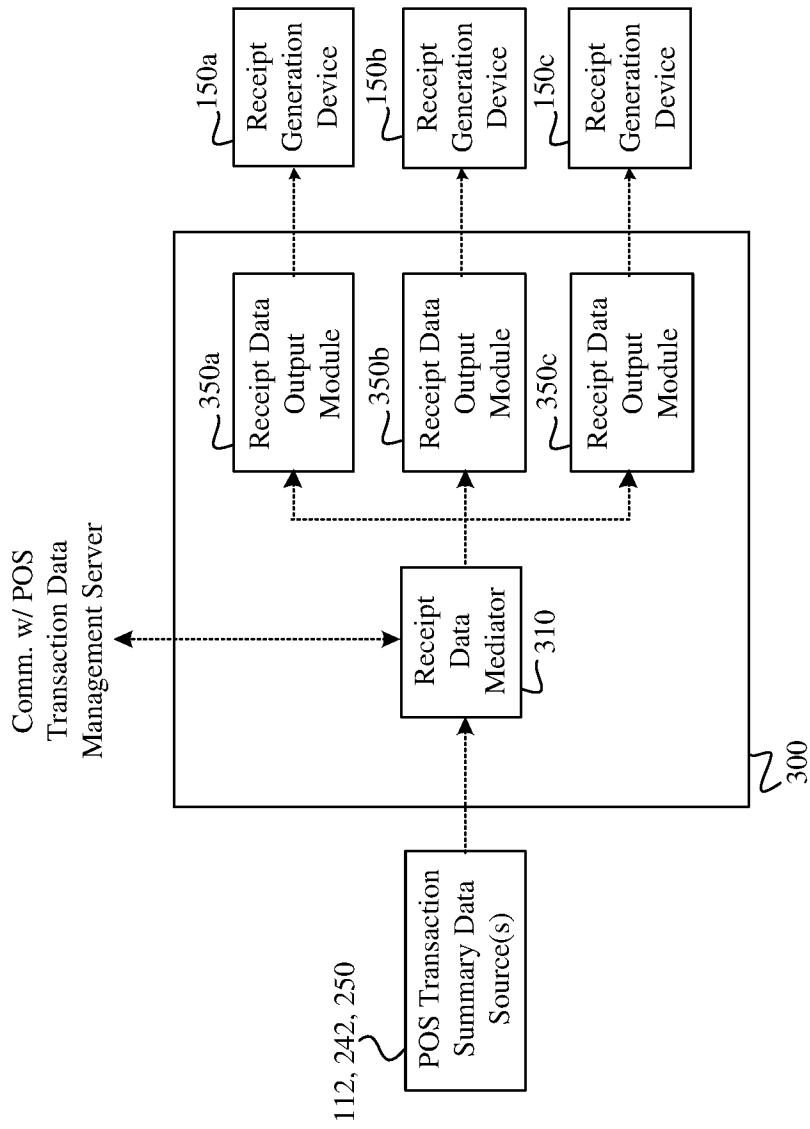 Comm. w/ POS
Transaction Data
Management Server
112, 242, 250
POS Transaction
Summary Data
Source(s)
Receipt
Data
Mediator
310
300
350a
Receipt Data
Output
Module
150a
Receipt
Generation
Device
350b
Receipt Data
Output
Module
150b
Receipt
Generation
Device
350c
Receipt Data
Output
Module
150c
Receipt
Generation
Device